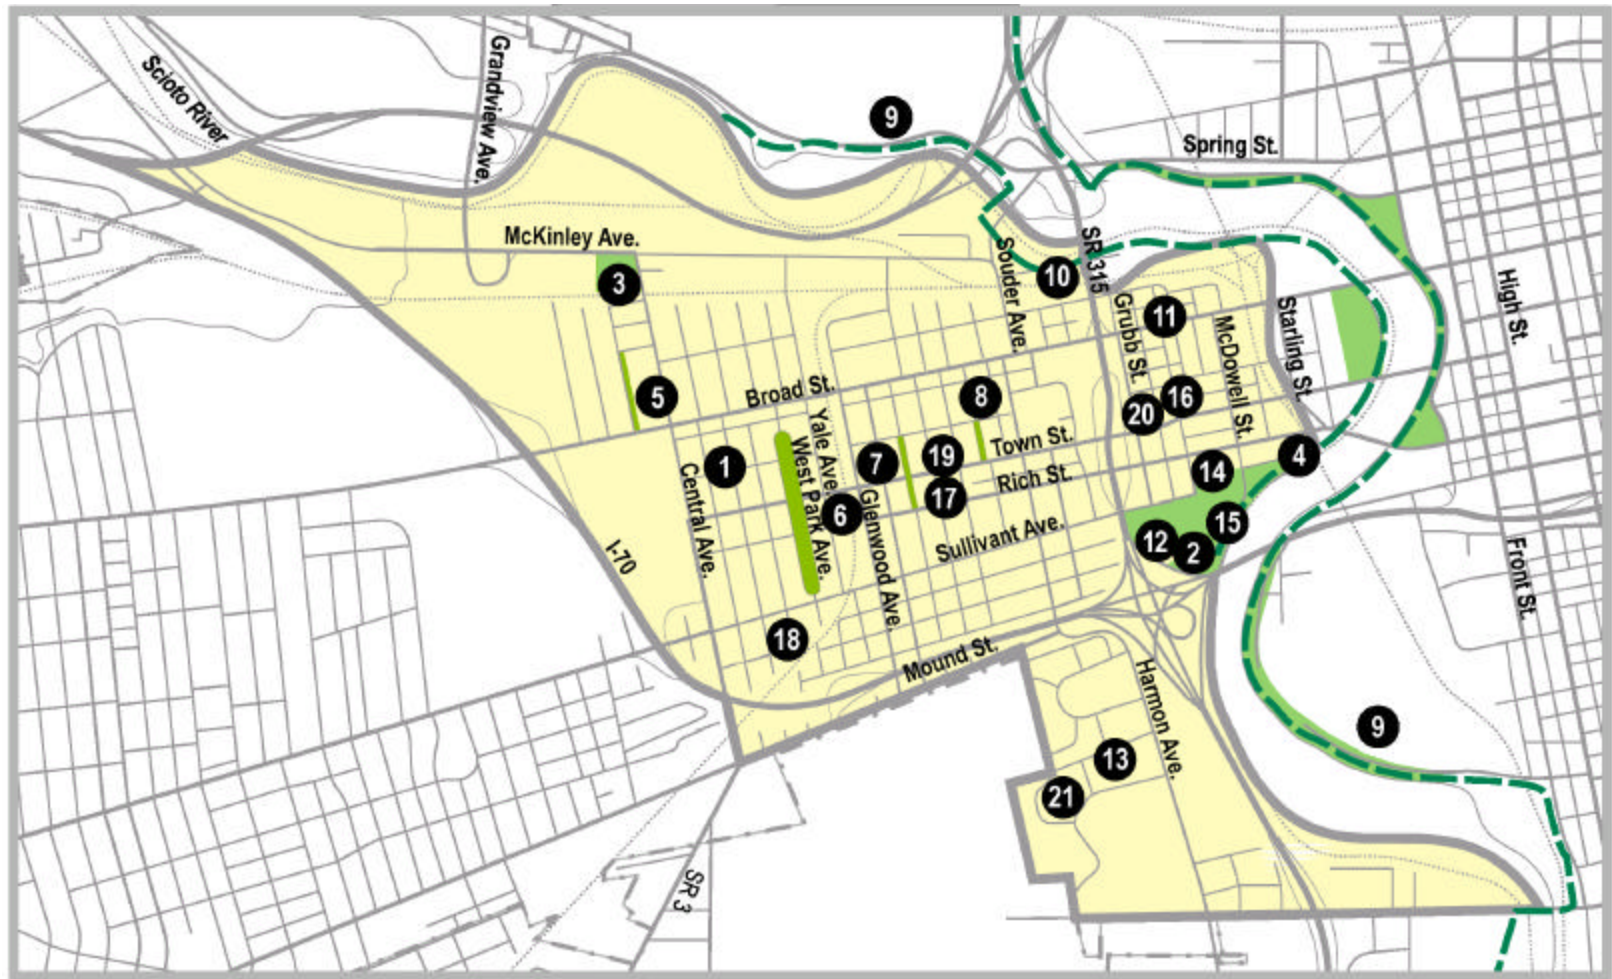 Scioto River
Grandview Ave.
9
Spring St.
McKinley Ave.
3
Souder Ave.
10
SR 315
High St.
Grubb St.
11
McDowell St.
Starling St.
5
Broad St.
8
16
20
Yale Ave.
West Park Ave.
1
7
19
Town St.
4
Central Ave.
6
Glenwood Ave.
17
Rich St.
14
15
12
2
Sullivant Ave.
I-70
Front St.
18
Mound St.
Harmon Ave.
9
13
21
SR 3